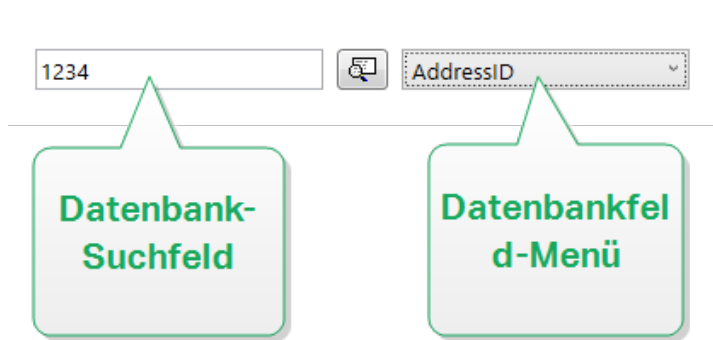 1234
AddressID
Datenbank-
Suchfeld
Datenbankfel
d-Menü